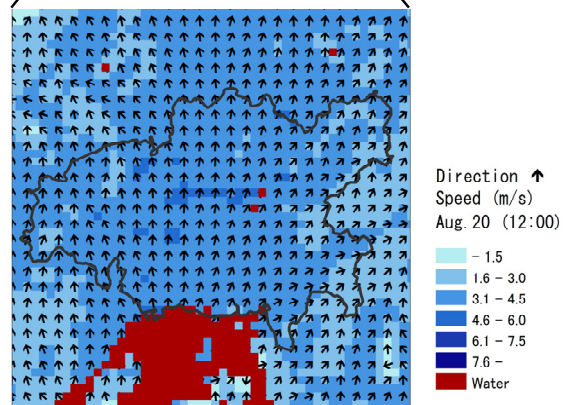 Direction ↑
Speed (m/s)
Aug.20 (12:00)
- 1.5
1.6 - 3.0
3.1 - 4.5
4.6 - 6.0
6.1 - 7.5
7.6 -
Water